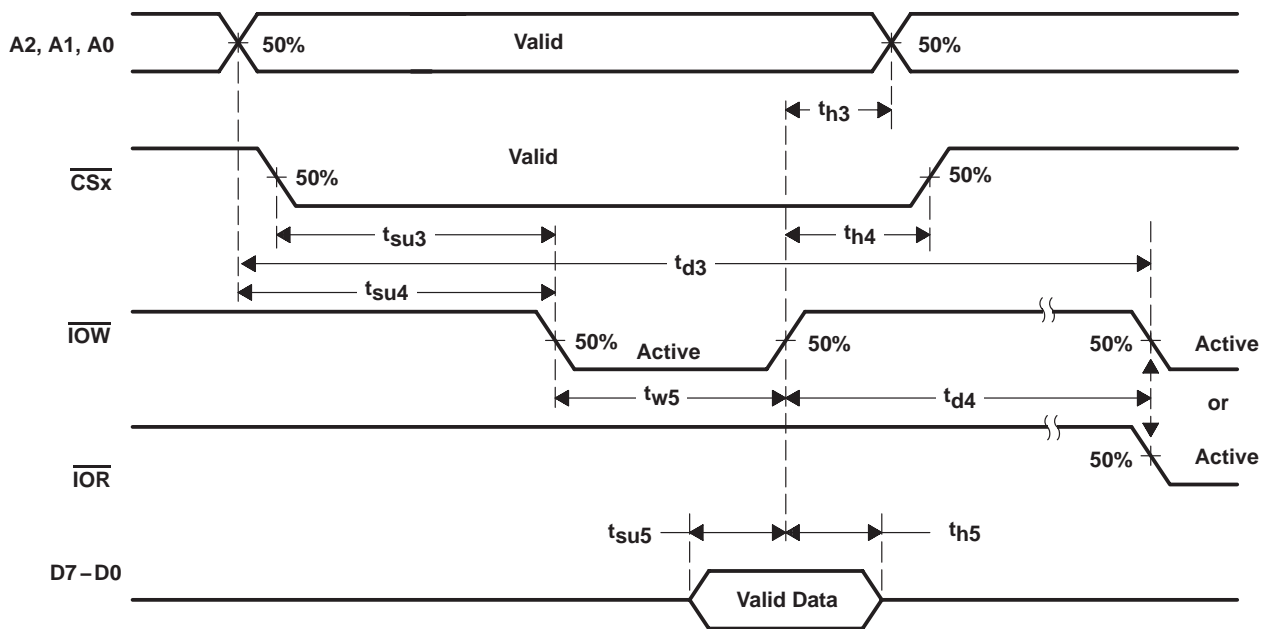 A2, A1, A0 50% Valid 50%
th3
CSx 50% Valid 50%
tsu3 th4
td3
tsu4
IOW 50% Active 50% 50% Active
tw5 td4 or
IOR 50% Active
tsu5 th5
D7–D0 Valid Data